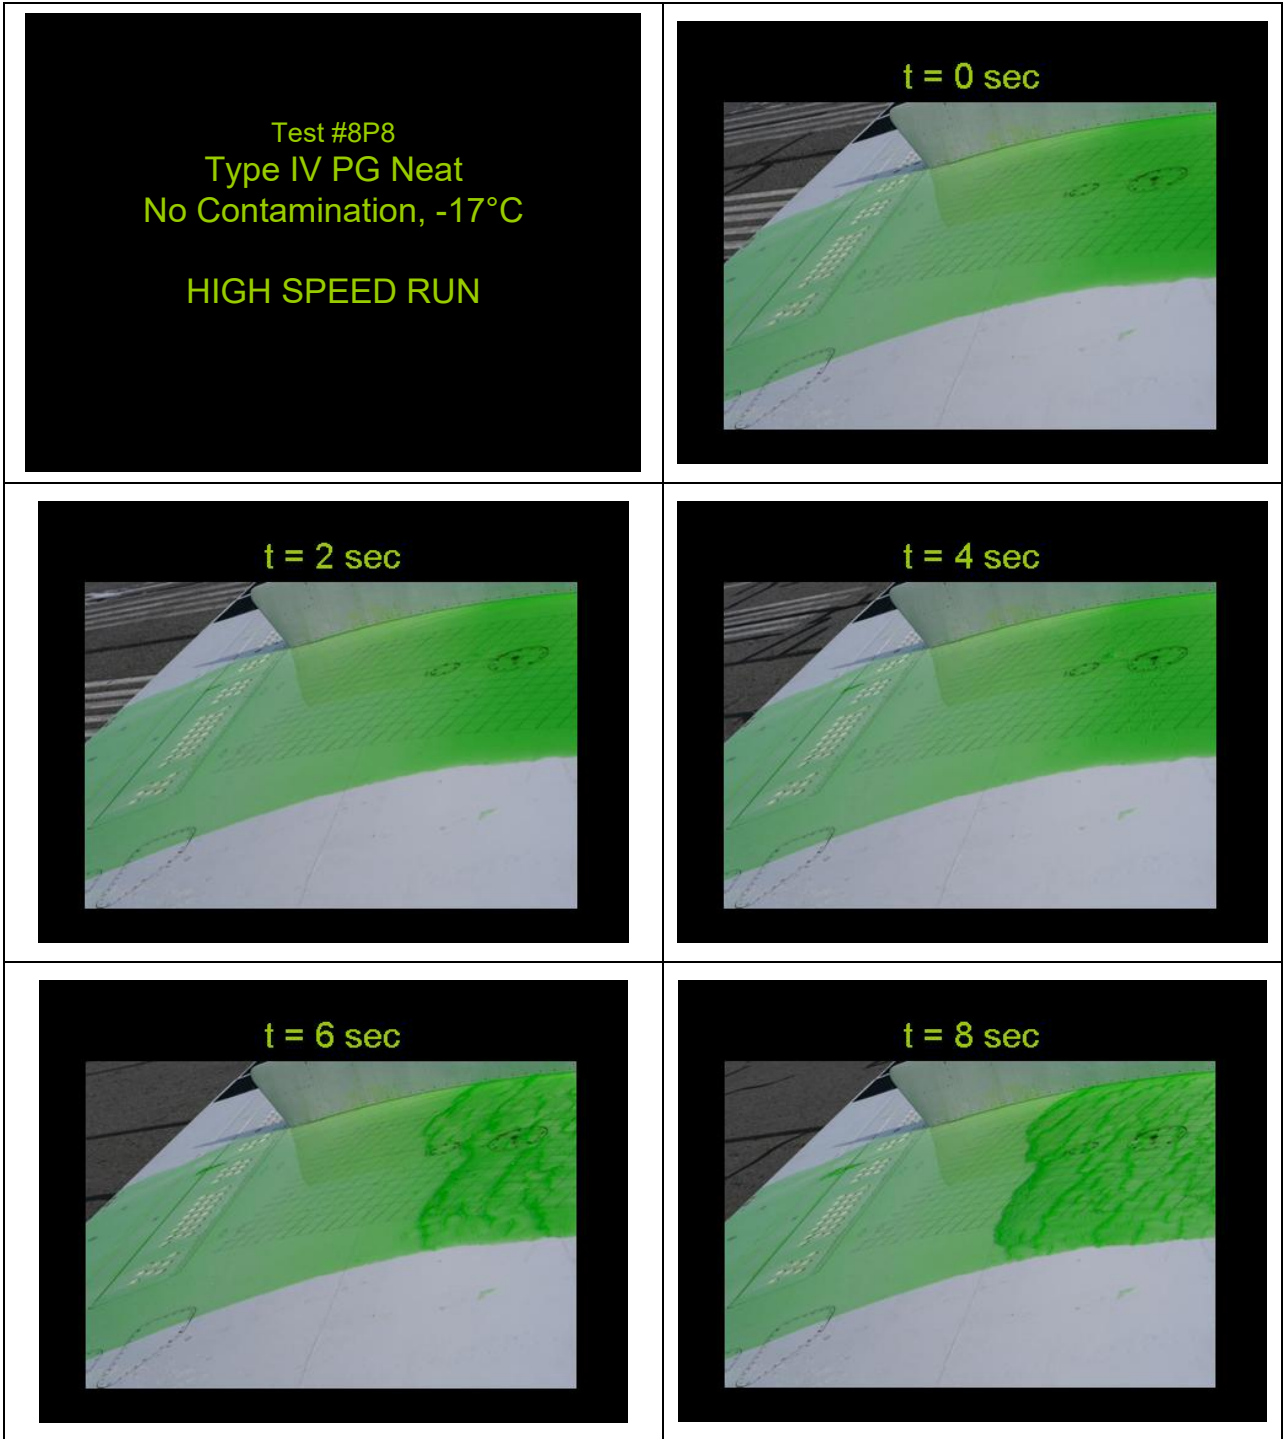 Test #8P8
Type IV PG Neat
No Contamination, -17°C
HIGH SPEED RUN
t = 0 sec
t = 2 sec
t = 4 sec
t = 6 sec
t = 8 sec